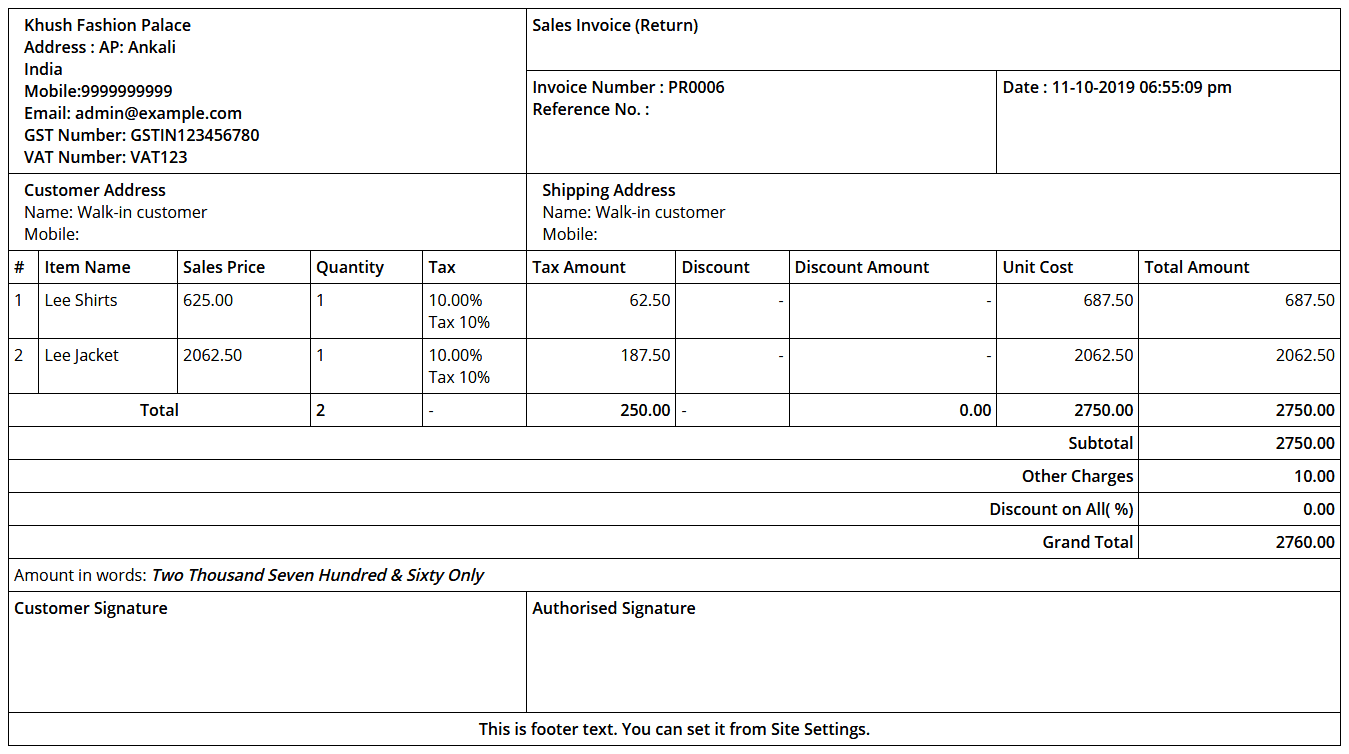 Khush Fashion Palace
Address : AP: Ankali
India
Mobile:9999999999
Email: admin@example.com
GST Number: GSTIN123456780
VAT Number: VAT123
Sales Invoice (Return)
Invoice Number : PR0006
Reference No. :
Date : 11-10-2019 06:55:09 pm
Customer Address
Name: Walk-in customer
Mobile:
Shipping Address
Name: Walk-in customer
Mobile:
# Item Name Sales Price Quantity Tax Tax Amount Discount Discount Amount Unit Cost Total Amount
1 Lee Shirts 625.00 1 10.00% 62.50 - - 687.50 687.50
Tax 10%
2 Lee Jacket 2062.50 1 10.00% 187.50 - - 2062.50 2062.50
Tax 10%
Total 2 - 250.00 - 0.00 2750.00 2750.00
Subtotal 2750.00
Other Charges 10.00
Discount on All( %) 0.00
Grand Total 2760.00
Amount in words: Two Thousand Seven Hundred & Sixty Only
Customer Signature Authorised Signature
This is footer text. You can set it from Site Settings.